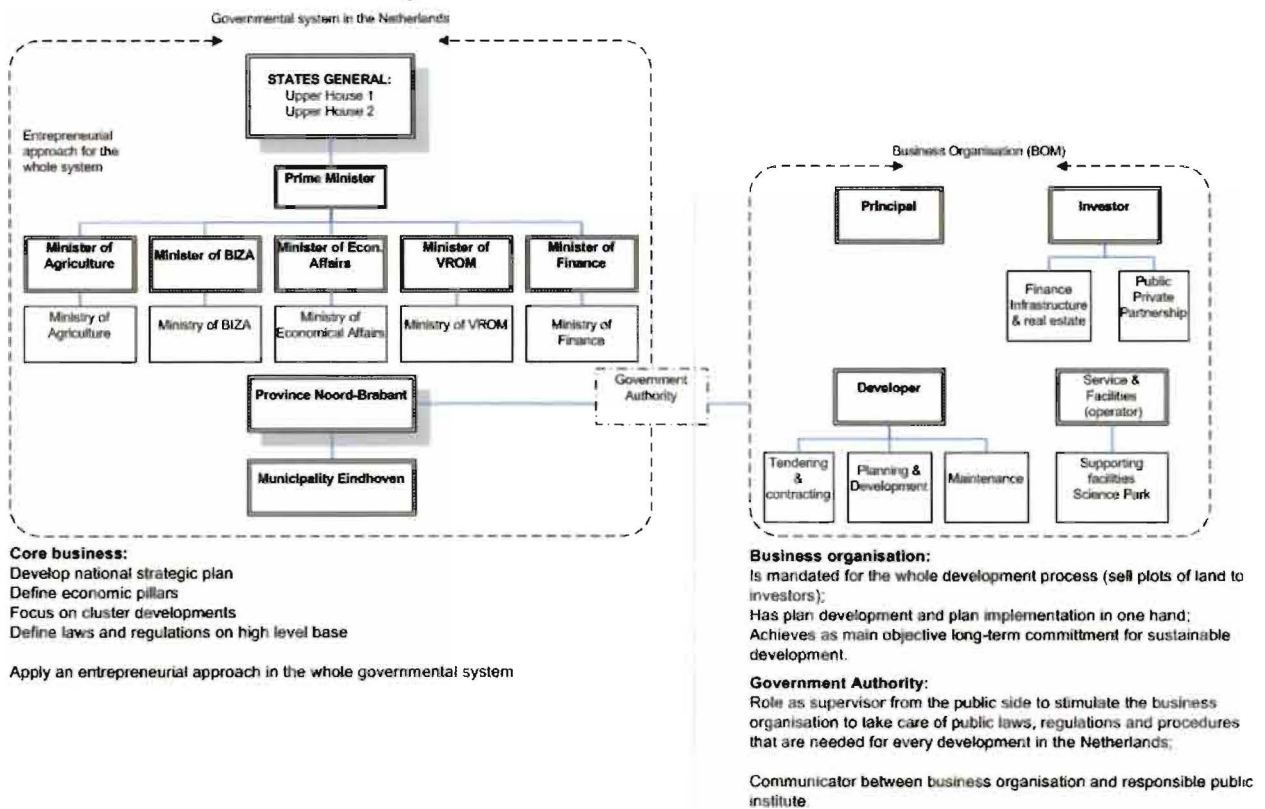 Governmental system in the Netherlands
STATES GENERAL:
Upper House 1
Upper House 2
Entrepreneurial
approach for the
whole system
Prime Minister
Minister of
Agriculture
Minister of BIZA
Minister of Econ.
Affairs
Minister of
VROM
Minister of
Finance
Ministry of
Agriculture
Ministry of BIZA
Ministry of
Economical Affairs
Ministry of VROM
Ministry of
Finance
Province Noord-Brabant
Municipality Eindhoven
Government
Authority
Business Organisation (BOM)
Principal
Investor
Finance
Infrastructure
& real estate
Public
Private
Partnership
Developer
Service &
Facilities
(operator)
Tendering
&
contracting
Planning &
Development
Maintenance
Supporting
facilities
Science Park
Core business:
Develop national strategic plan
Define economic pillars
Focus on cluster developments
Define laws and regulations on high level base
Apply an entrepreneurial approach in the whole governmental system
Business organisation:
Is mandated for the whole development process (sell plots of land to
investors);
Has plan development and plan implementation in one hand;
Achieves as main objective long-term committment for sustainable
development.
Government Authority:
Role as supervisor from the public side to stimulate the business
organisation to take care of public laws, regulations and procedures
that are needed for every development in the Netherlands;
Communicator between business organisation and responsible public
institute.